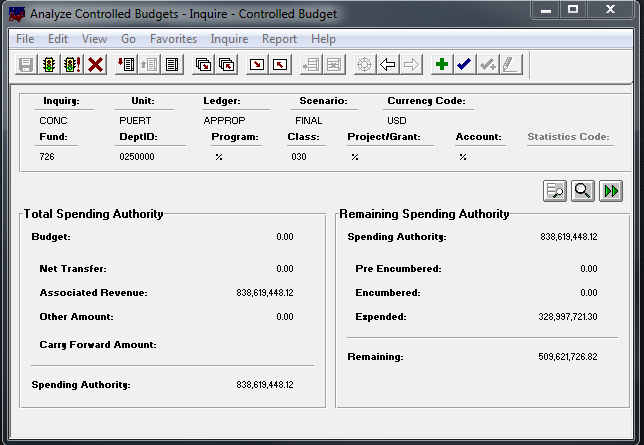 Analyze Controlled Budgets - Inquire - Controlled Budget
File Edit View Go Favorites Inquire Report Help
Inquiry: Unit: Ledger: Scenario: Currency Code:
CONC PUERT APPROP FINAL USD
Fund: DeptID: Program: Class: Project/Grant: Account: Statistics Code:
726 0250000 % 030 % %
Total Spending Authority
Budget: 0.00
Net Transfer: 0.00
Associated Revenue: 838,619,448.12
Other Amount: 0.00
Carry Forward Amount:
Spending Authority: 838,619,448.12
Remaining Spending Authority
Spending Authority: 838,619,448.12
Pre Encumbered: 0.00
Encumbered: 0.00
Expended: 328,997,721.30
Remaining: 509,621,726.82